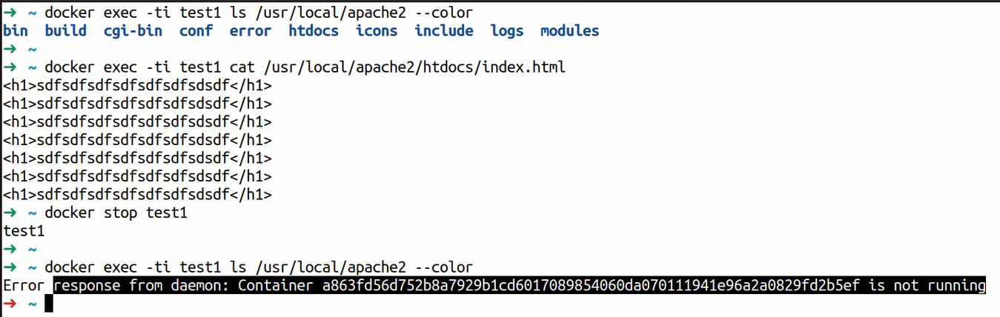 ➜ ~ docker exec -ti test1 ls /usr/local/apache2 --color
bin build cgi-bin conf error htdocs icons include logs modules
➜ ~
➜ ~ docker exec -ti test1 cat /usr/local/apache2/htdocs/index.html
<h1>sdfsdfsdfsdfsdfsdfsdsdf</h1>
<h1>sdfsdfsdfsdfsdfsdfsdsdf</h1>
<h1>sdfsdfsdfsdfsdfsdfsdsdf</h1>
<h1>sdfsdfsdfsdfsdfsdfsdsdf</h1>
<h1>sdfsdfsdfsdfsdfsdfsdsdf</h1>
<h1>sdfsdfsdfsdfsdfsdfsdsdf</h1>
<h1>sdfsdfsdfsdfsdfsdfsdsdf</h1>
➜ ~ docker stop test1
test1
➜ ~
➜ ~ docker exec -ti test1 ls /usr/local/apache2 --color
Error response from daemon: Container a863fd56d752b8a7929b1cd6017089854060da070111941e96a2a0829fd2b5ef is not running
➜ ~